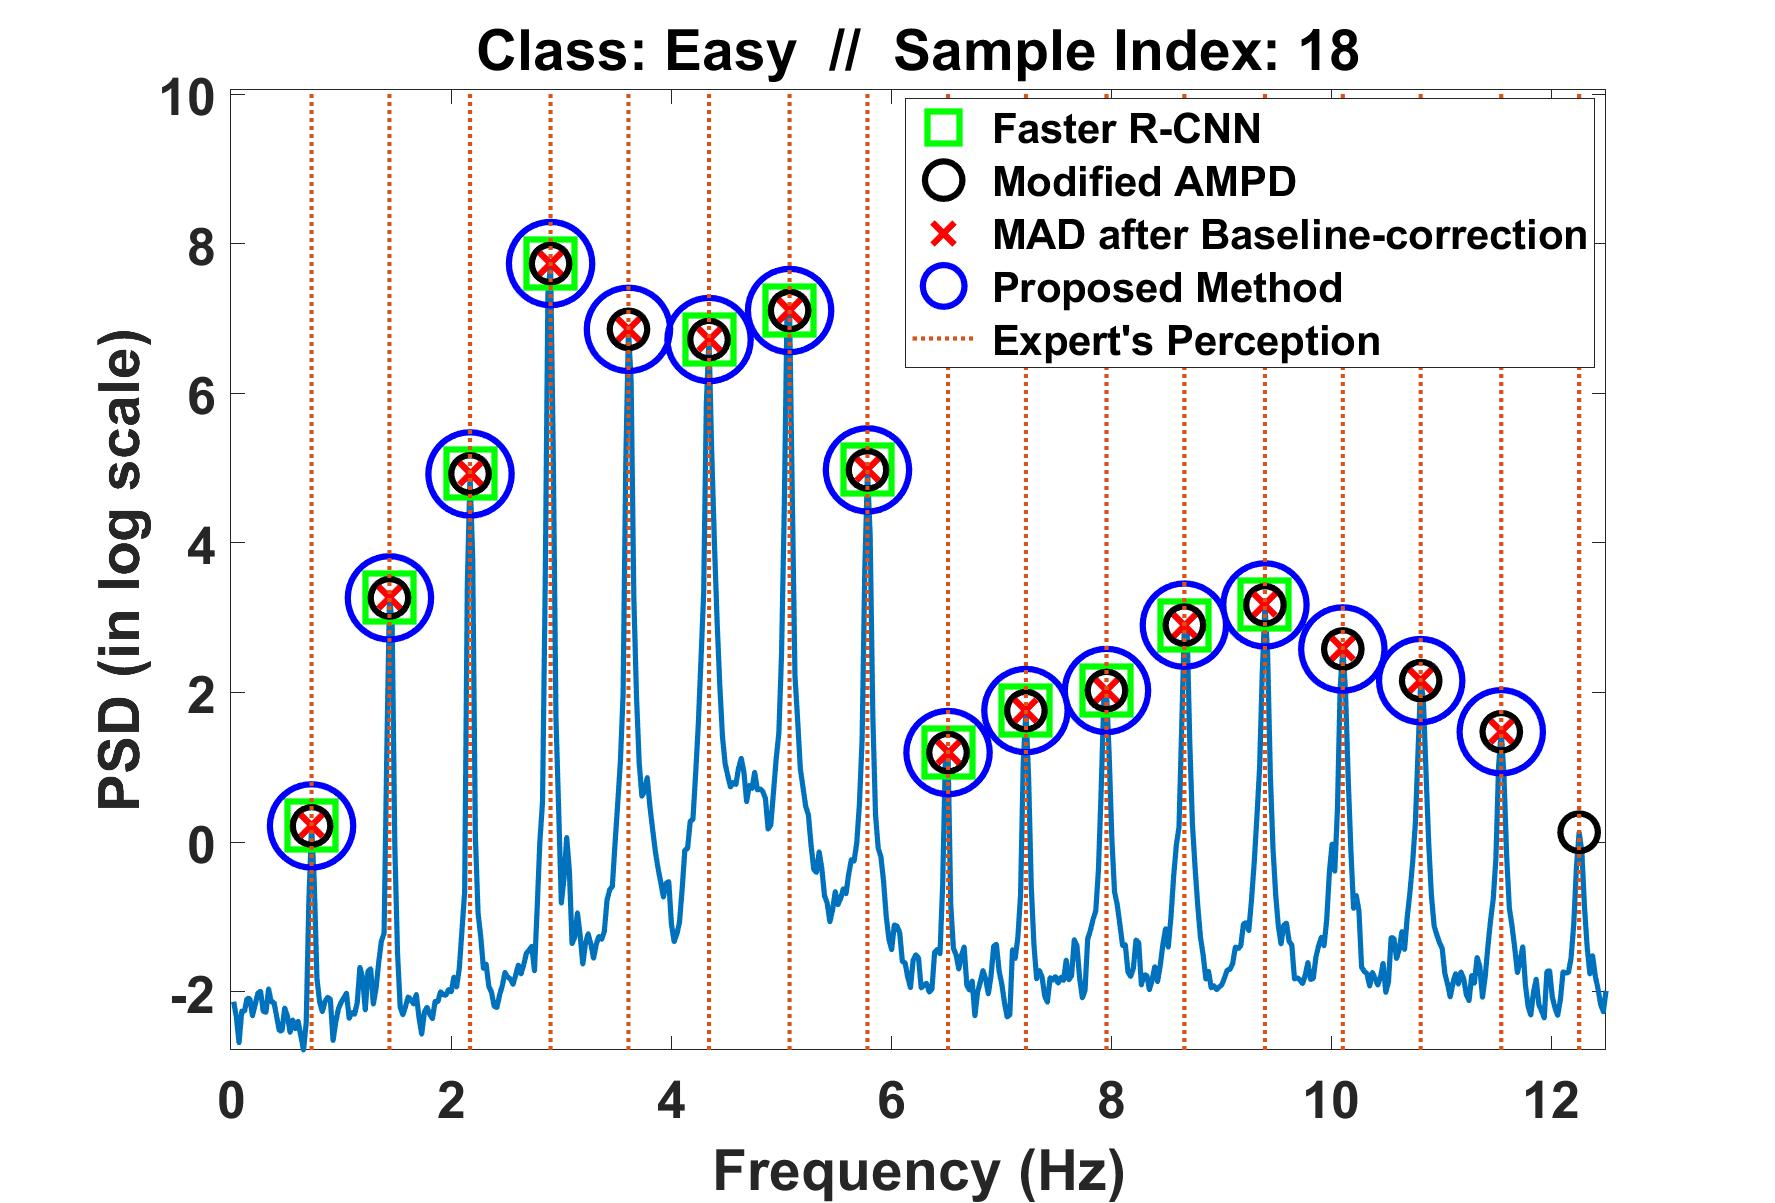 Class: Easy // Sample Index: 18
10
8
6
4
2
0
-2
PSD (in log scale)
Faster R-CNN
Modified AMPD
MAD after Baseline-correction
Proposed Method
Expert's Perception
0 2 4 6 8 10 12
Frequency (Hz)